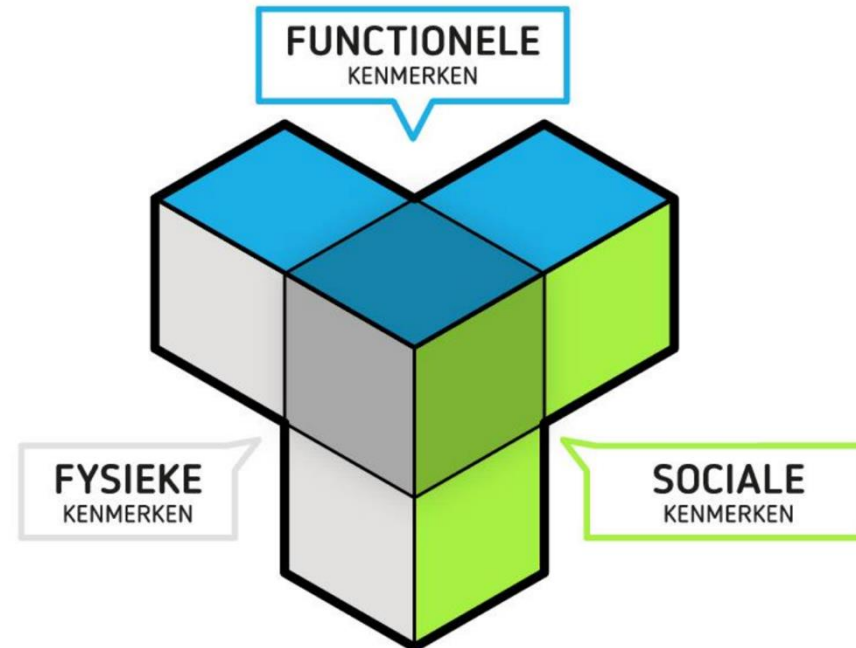 FUNCTIONELE
KENMERKEN
FYSIEKE
KENMERKEN
SOCIALE
KENMERKEN